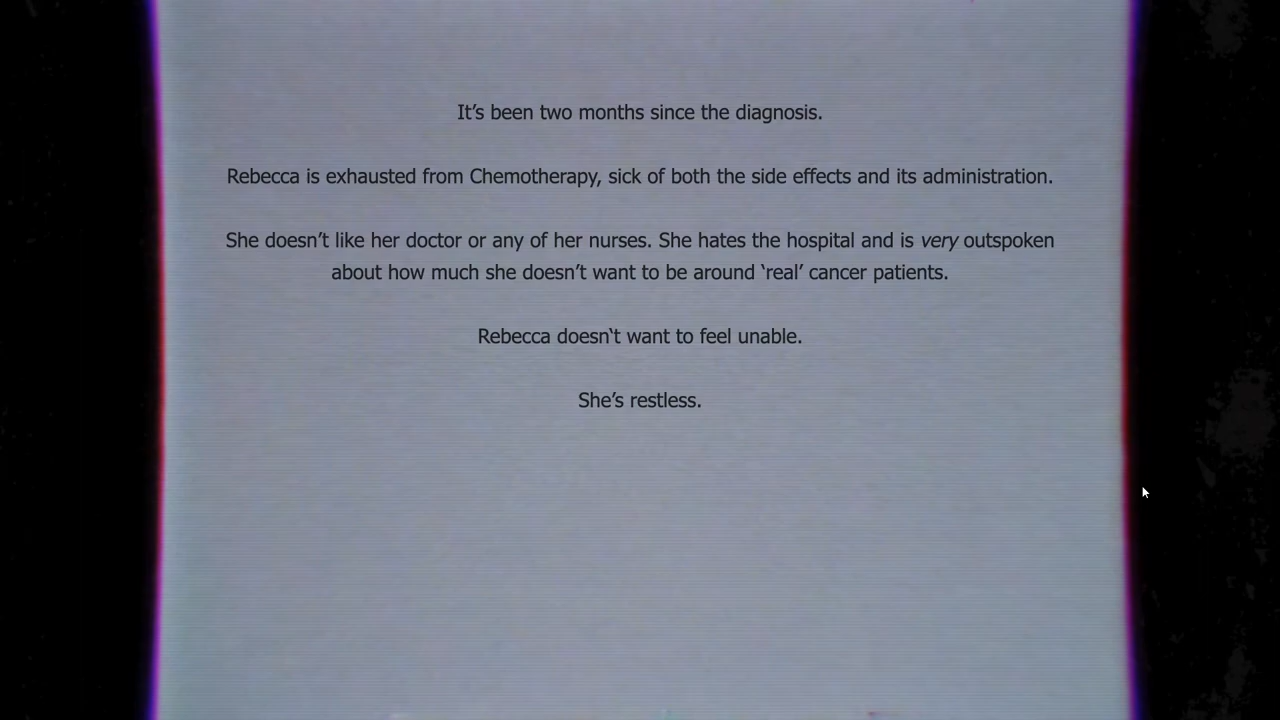 It’s been two months since the diagnosis.
Rebecca is exhausted from Chemotherapy, sick of both the side effects and its administration.
She doesn’t like her doctor or any of her nurses. She hates the hospital and is very outspoken
about how much she doesn’t want to be around ‘real’ cancer patients.
Rebecca doesn‘t want to feel unable.
She’s restless.